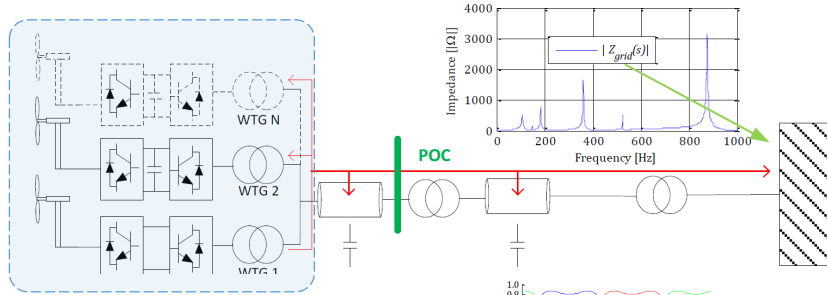 4000
3000
2000
1000
0
Impedance [|Ω|]
| Z_grid(s)|
0 200 400 600 800 1000
Frequency [Hz]
WTG N
WTG 2
WTG 1
POC
1.0
0.8